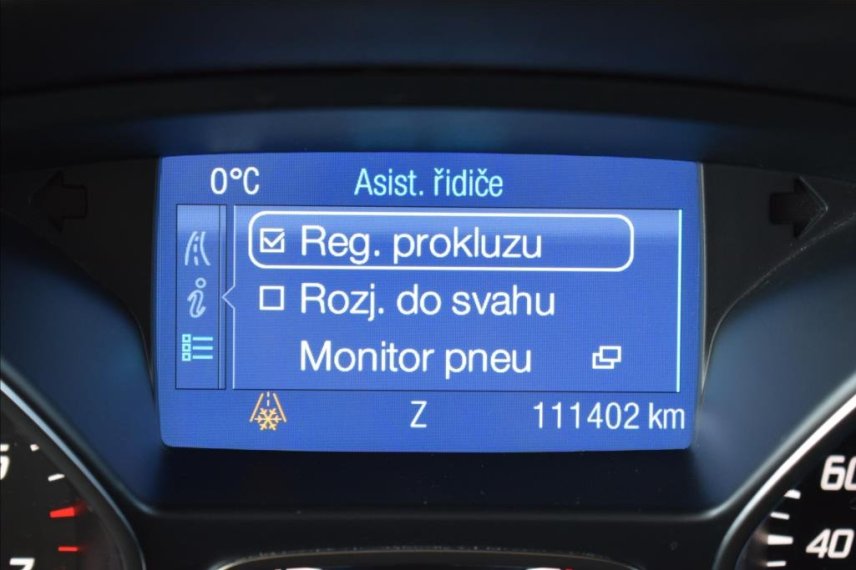 0°C Asist. řidiče
Reg. prokluzu
Rozj. do svahu
Monitor pneu
Z 111402 km
60
40